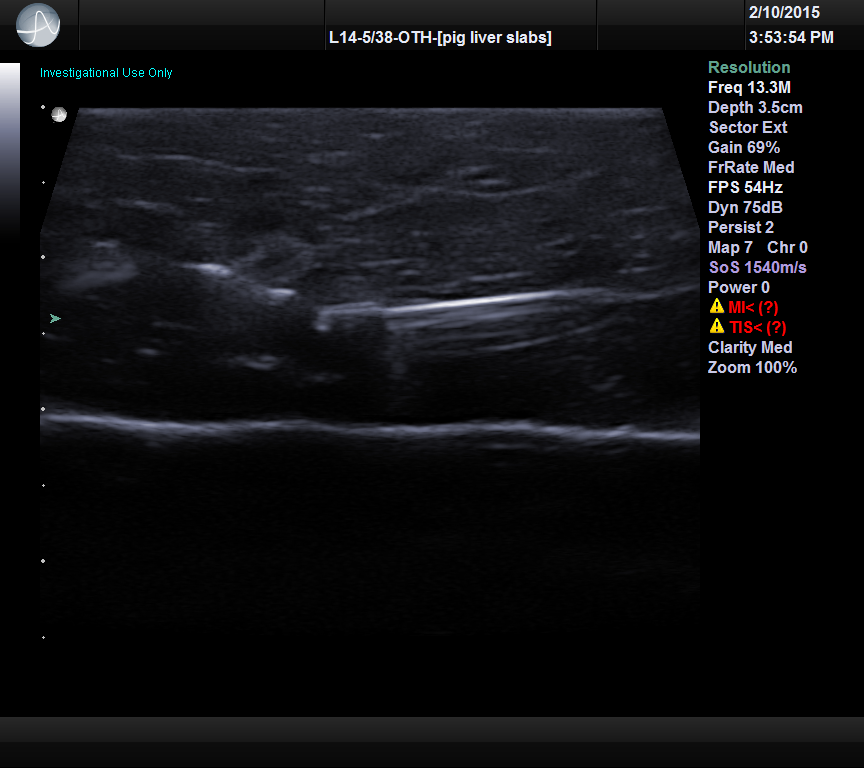 2/10/2015
L14-5/38-OTH-[pig liver slabs]
3:53:54 PM
Investigational Use Only
Resolution
Freq 13.3M
Depth 3.5cm
Sector Ext
Gain 69%
FrRate Med
FPS 54Hz
Dyn 75dB
Persist 2
Map 7 Chr 0
SoS 1540m/s
Power 0
MI< (?)
TIS< (?)
Clarity Med
Zoom 100%